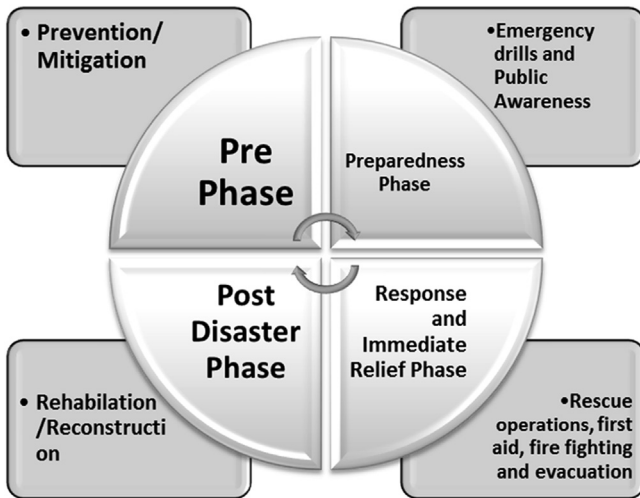 • Prevention/
Mitigation
•Emergency
drills and
Public
Awareness
Pre
Phase
Preparedness
Phase
Post
Disaster
Phase
Response
and
Immediate
Relief Phase
• Rehabilation
/Reconstructi
on
•Rescue
operations, first
aid, fire fighting
and evacuation